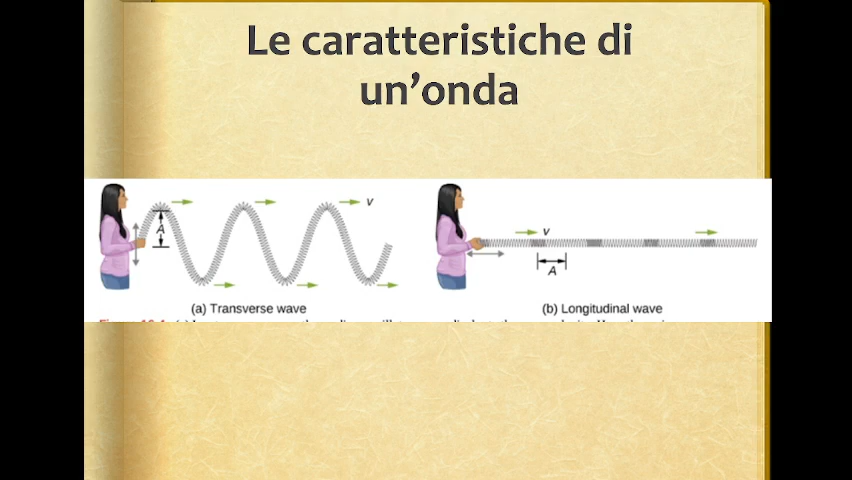 Le caratteristiche di
un’onda
v
A
v
A
(a) Transverse wave
(b) Longitudinal wave